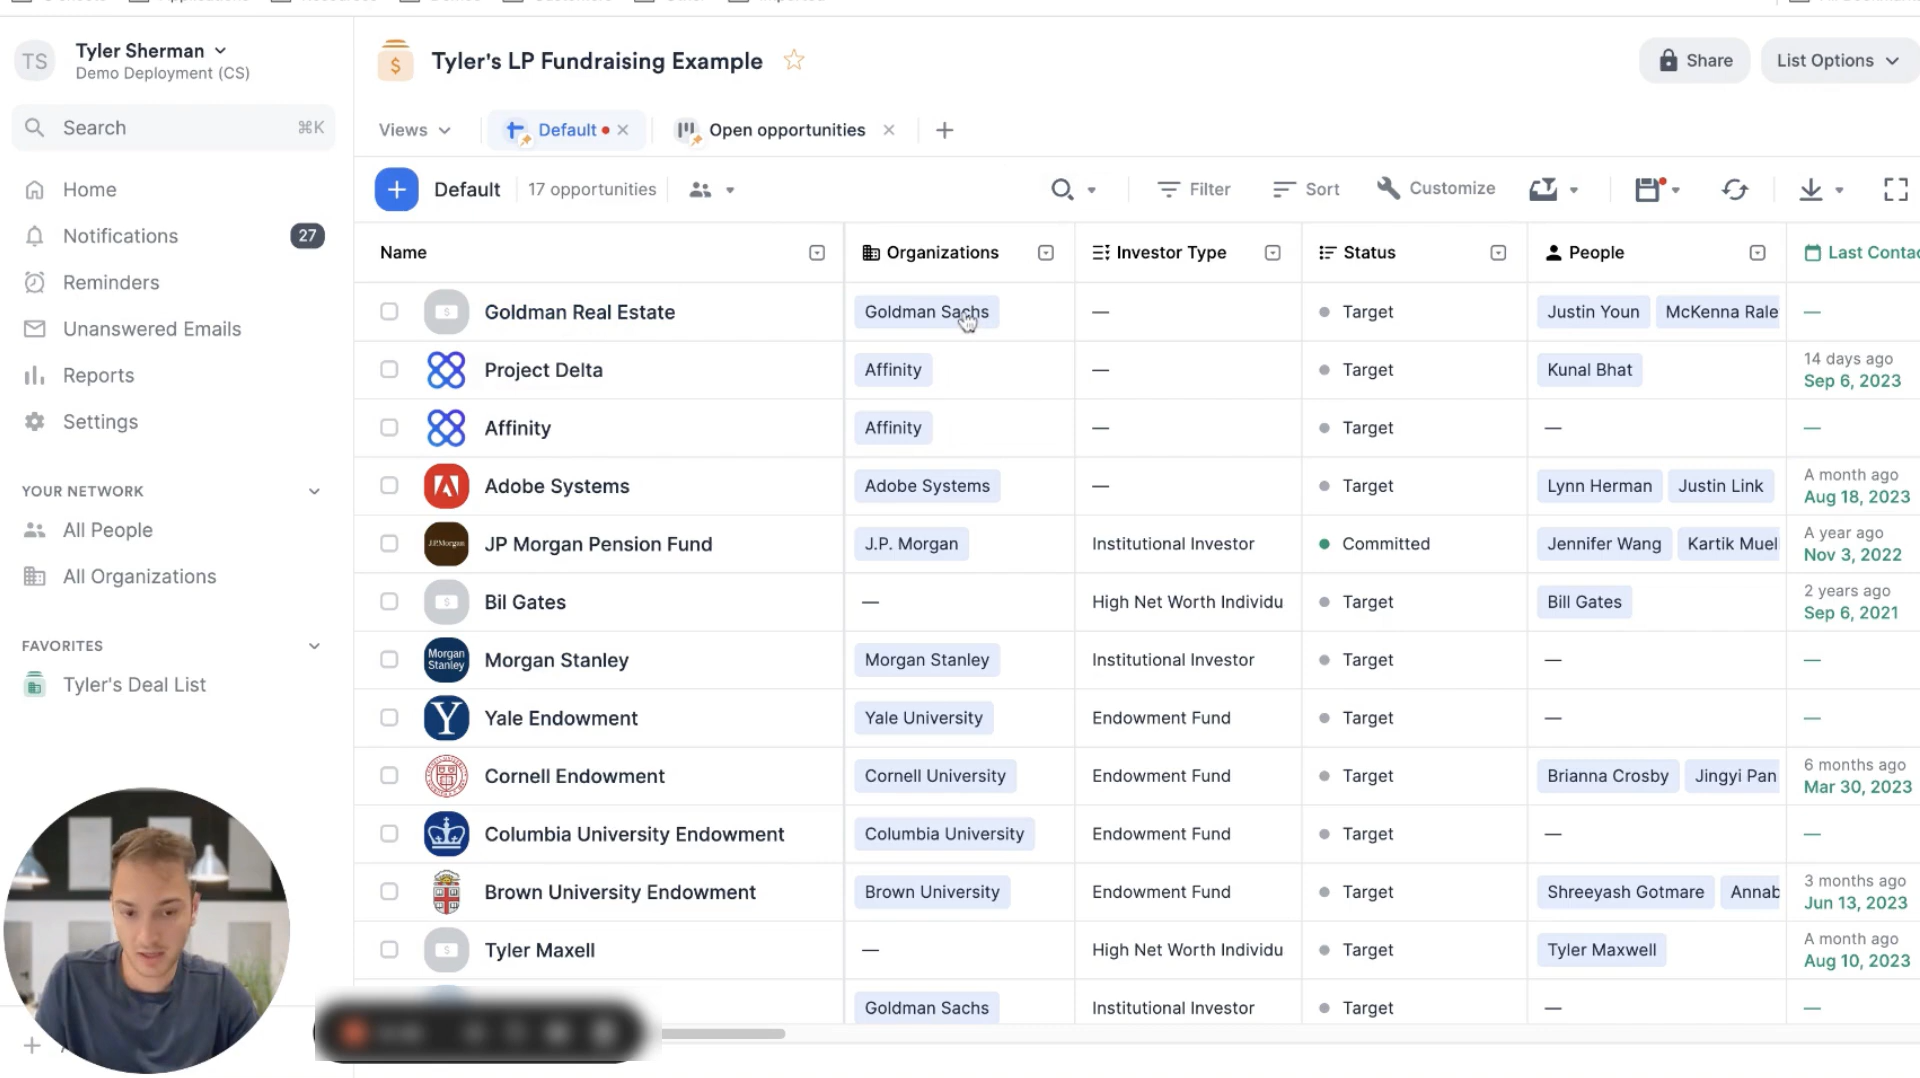 Tyler Sherman
Demo Deployment (CS)
TS
Search ⌘K
Home
Notifications 27
Reminders
Unanswered Emails
Reports
Settings
YOUR NETWORK
All People
All Organizations
FAVORITES
Tyler's Deal List
Tyler's LP Fundraising Example
Share
List Options
Views
Default
Open opportunities
Default 17 opportunities
Filter
Sort
Customize
Name Organizations Investor Type Status People Last Contac
Goldman Real Estate Goldman Sachs — Target Justin Youn McKenna Rale —
Project Delta Affinity — Target Kunal Bhat 14 days ago
Sep 6, 2023
Affinity Affinity — Target — —
Adobe Systems Adobe Systems — Target Lynn Herman Justin Link A month ago
Aug 18, 2023
J.P.Morgan JP Morgan Pension Fund J.P. Morgan Institutional Investor Committed Jennifer Wang Kartik Muel A year ago
Nov 3, 2022
Bil Gates — High Net Worth Individu Target Bill Gates 2 years ago
Sep 6, 2021
Morgan
Stanley
Morgan Stanley Morgan Stanley Institutional Investor Target — —
Y Yale Endowment Yale University Endowment Fund Target — —
Cornell Endowment Cornell University Endowment Fund Target Brianna Crosby Jingyi Pan 6 months ago
Mar 30, 2023
Columbia University Endowment Columbia University Endowment Fund Target — —
Brown University Endowment Brown University Endowment Fund Target Shreeyash Gotmare Annab 3 months ago
Jun 13, 2023
Tyler Maxell — High Net Worth Individu Target Tyler Maxwell A month ago
Aug 10, 2023
Goldman Sachs Institutional Investor Target — —